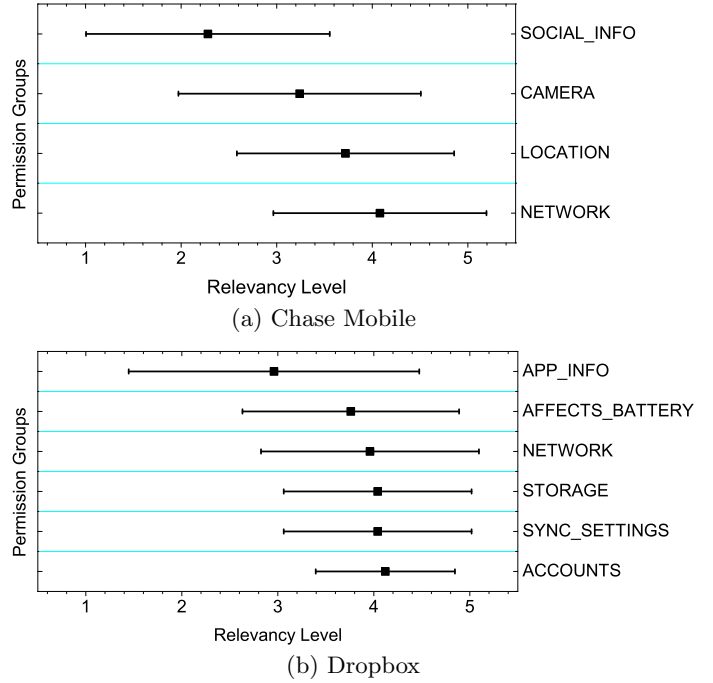 Permission Groups
SOCIAL_INFO
CAMERA
LOCATION
NETWORK
1 2 3 4 5
Relevancy Level
(a) Chase Mobile
Permission Groups
APP_INFO
AFFECTS_BATTERY
NETWORK
STORAGE
SYNC_SETTINGS
ACCOUNTS
1 2 3 4 5
Relevancy Level
(b) Dropbox